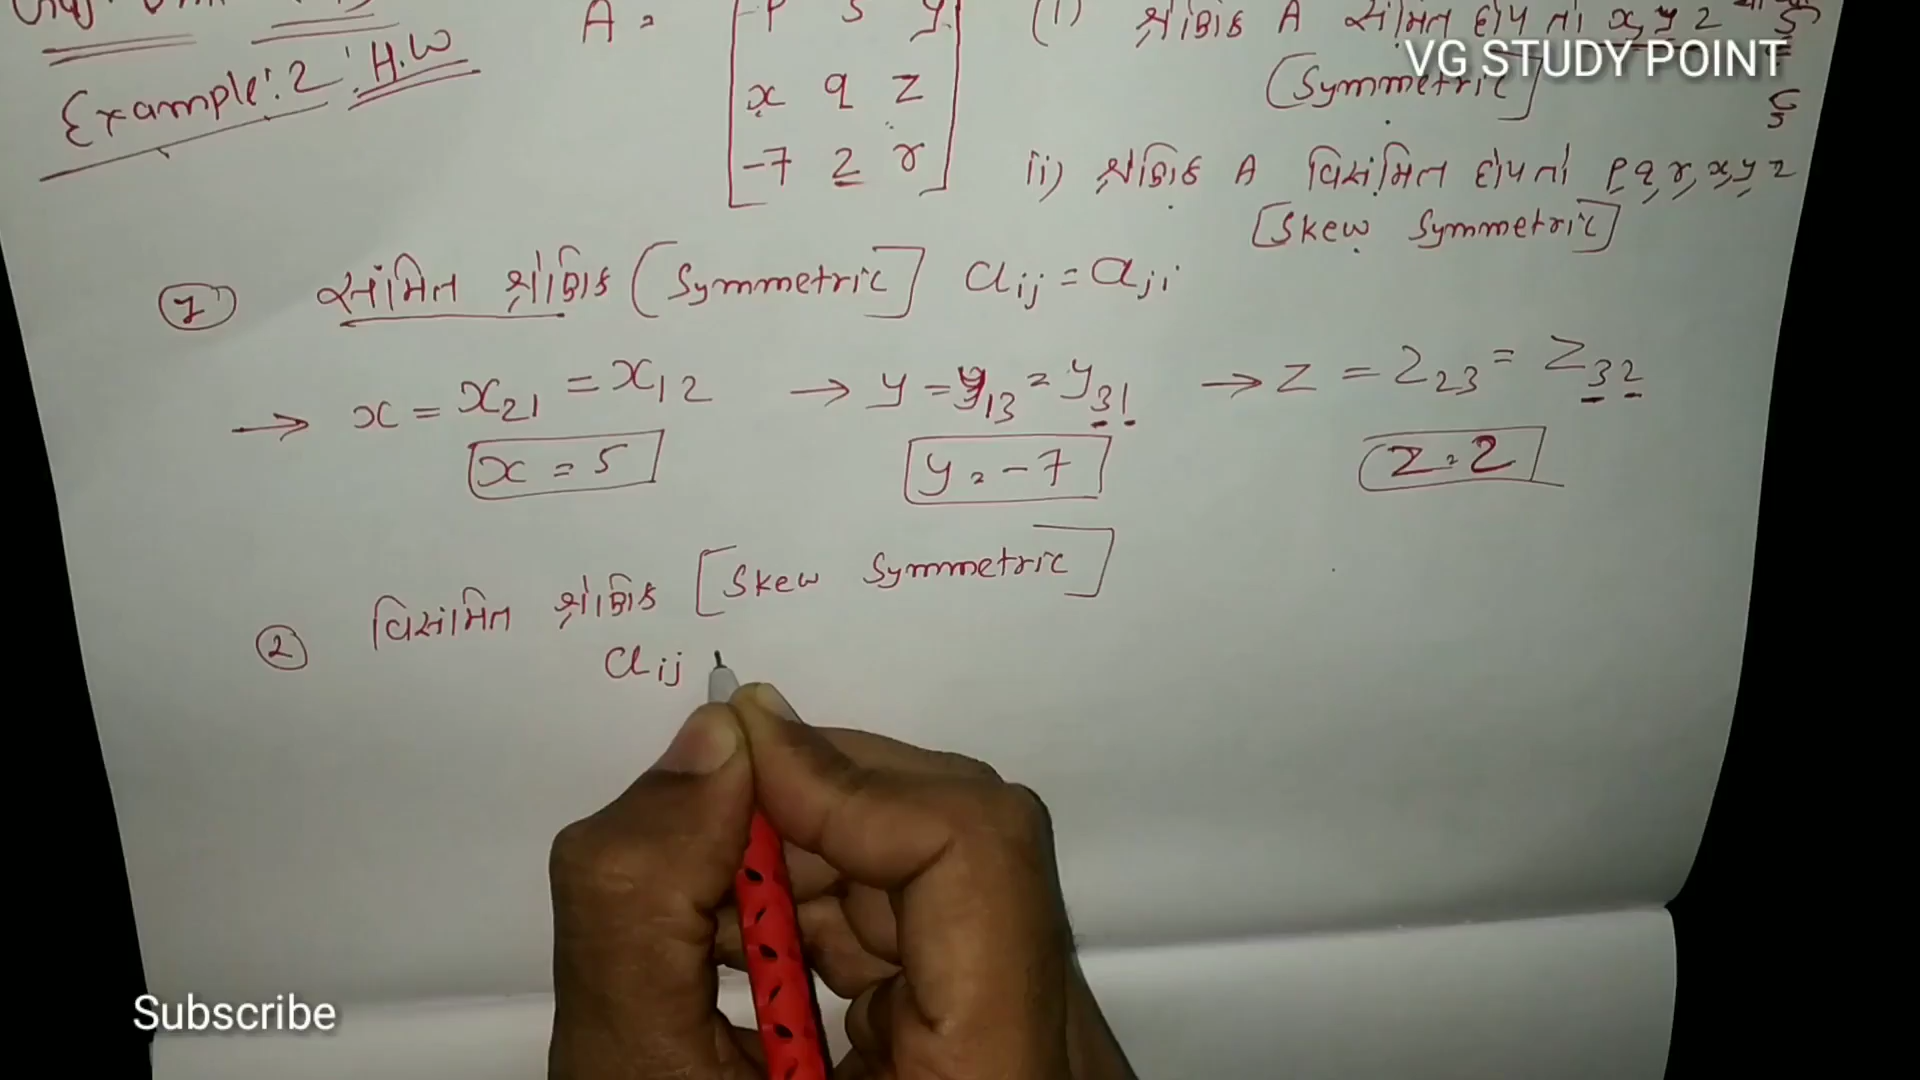 Example:2 H.W
A = p 5 y
x q z
-7 2 r
(i) શ્રેણિક A સંમિત હોય તો x, y z
[Symmetric]
VG STUDY POINT
ii) શ્રેણિક A વિસંમિત હોય તો p q, r, x, y z
[Skew Symmetric]
1 સંમિત શ્રેણિક [Symmetric] aij = aji
→ x = x21 = x12 → y = y13 = y31 → z = z23 = z32
x = 5 y = -7 z = 2
2 વિસંમિત શ્રેણિક [Skew Symmetric]
aij
Subscribe